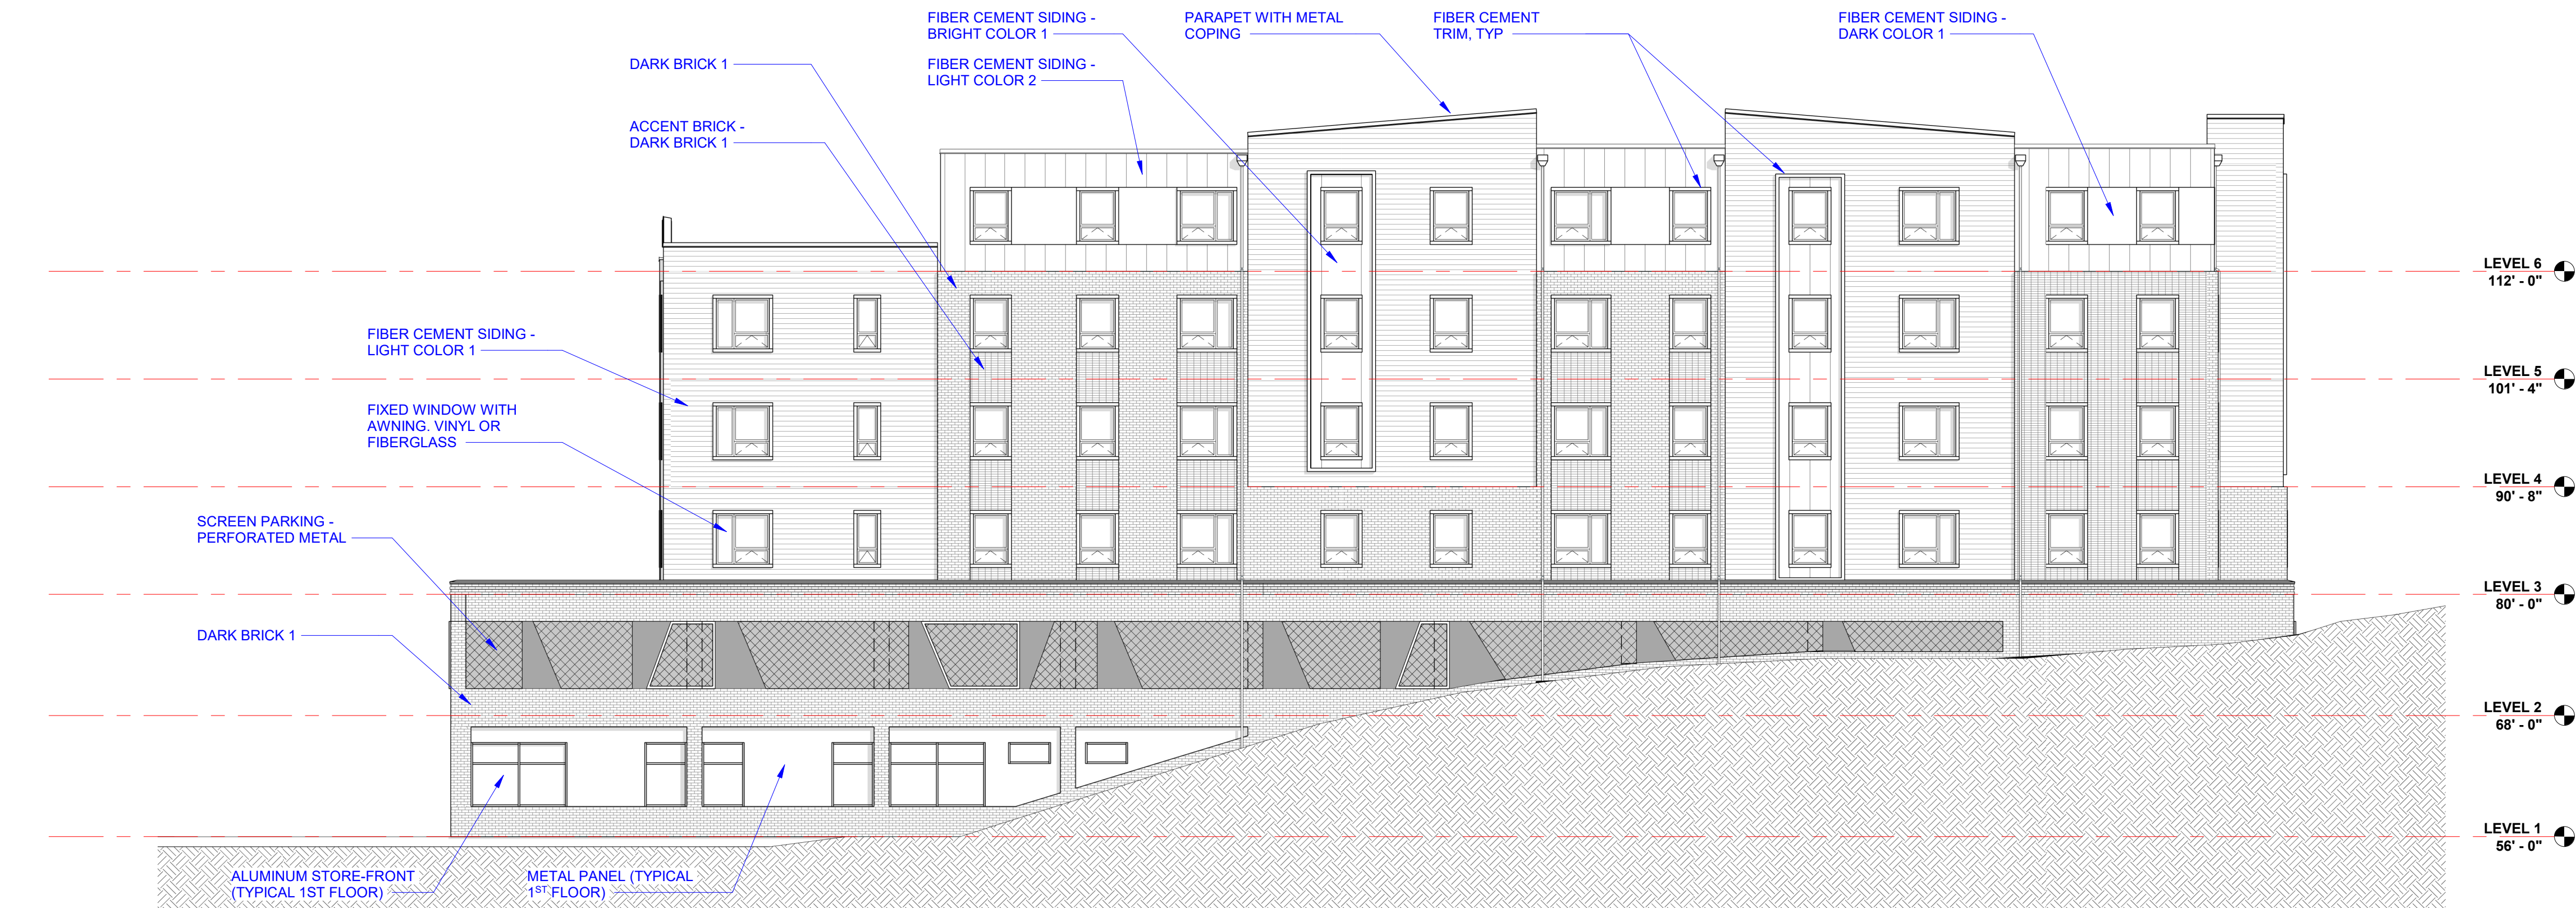 FIBER CEMENT SIDING -
BRIGHT COLOR 1
PARAPET WITH METAL
COPING
FIBER CEMENT
TRIM, TYP
FIBER CEMENT SIDING -
DARK COLOR 1
DARK BRICK 1
FIBER CEMENT SIDING -
LIGHT COLOR 2
ACCENT BRICK -
DARK BRICK 1
LEVEL 6
112' - 0"
FIBER CEMENT SIDING -
LIGHT COLOR 1
LEVEL 5
101' - 4"
FIXED WINDOW WITH
AWNING. VINYL OR
FIBERGLASS
LEVEL 4
90' - 8"
SCREEN PARKING -
PERFORATED METAL
LEVEL 3
80' - 0"
DARK BRICK 1
LEVEL 2
68' - 0"
LEVEL 1
56' - 0"
ALUMINUM STORE-FRONT
(TYPICAL 1ST FLOOR)
METAL PANEL (TYPICAL
1ST FLOOR)